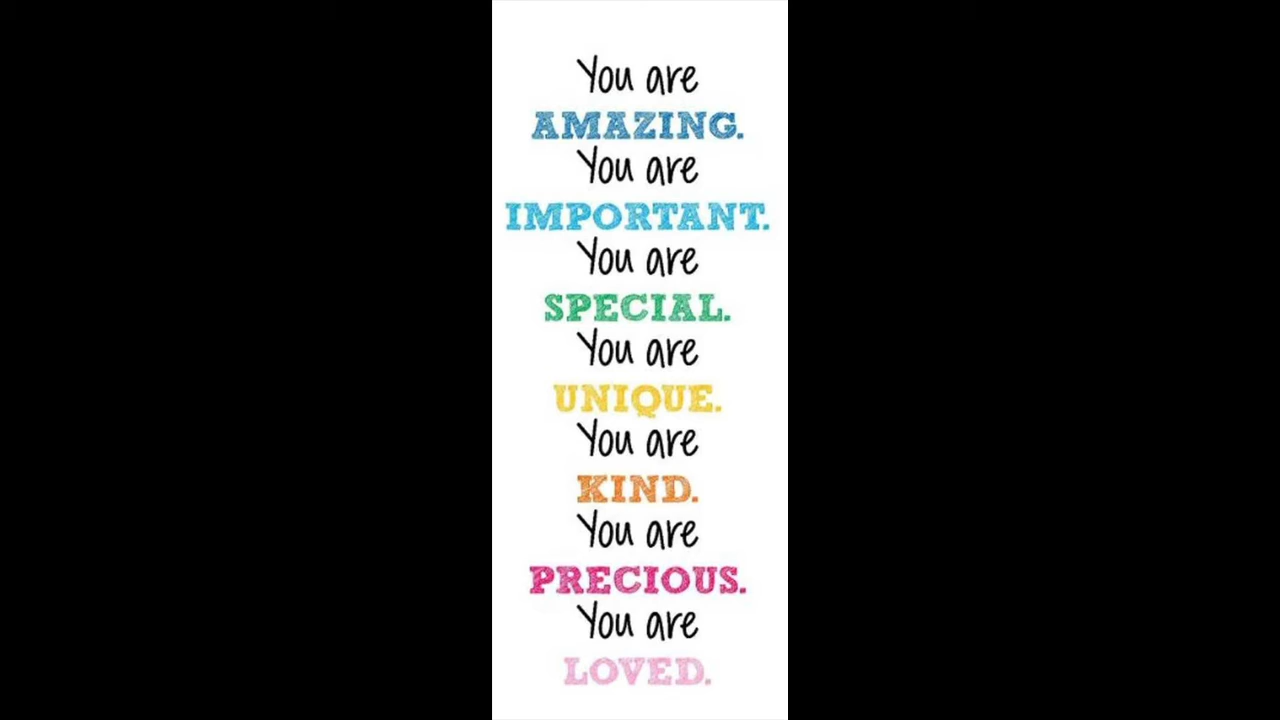 You are
AMAZING.
You are
IMPORTANT.
You are
SPECIAL.
You are
UNIQUE.
You are
KIND.
You are
PRECIOUS.
You are
LOVED.